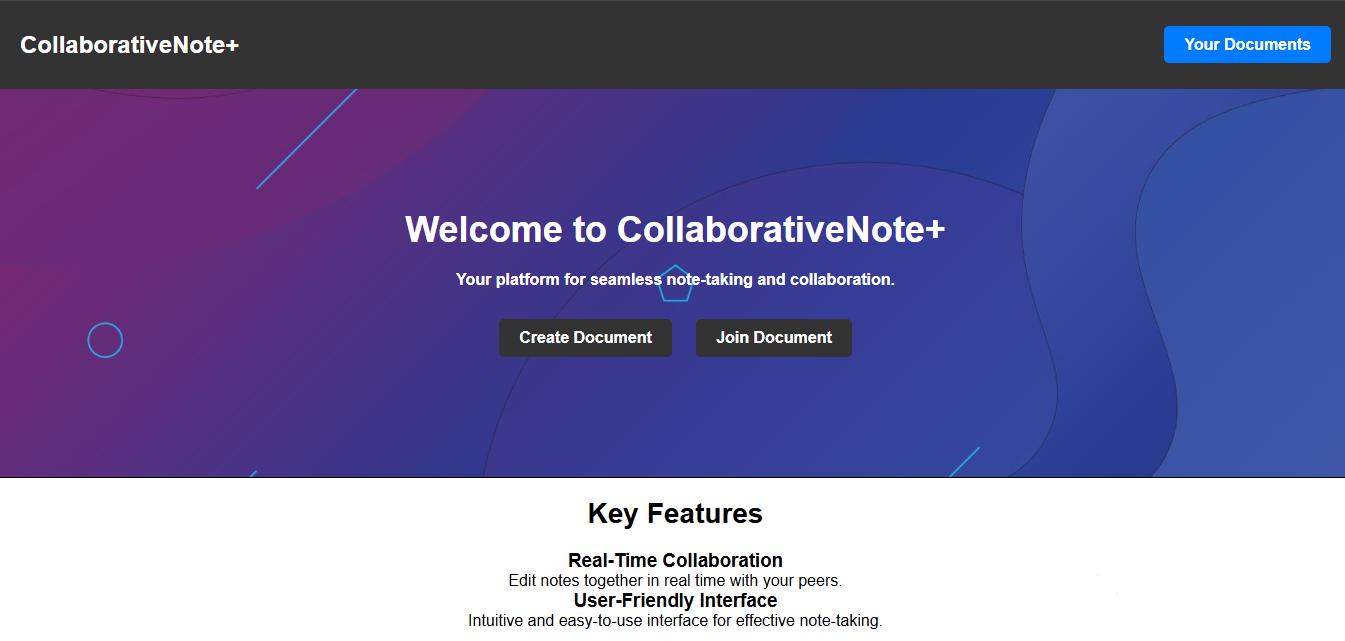 CollaborativeNote+
Your Documents
Welcome to CollaborativeNote+
Your platform for seamless note-taking and collaboration.
Create Document
Join Document
Key Features
Real-Time Collaboration
Edit notes together in real time with your peers.
User-Friendly Interface
Intuitive and easy-to-use interface for effective note-taking.